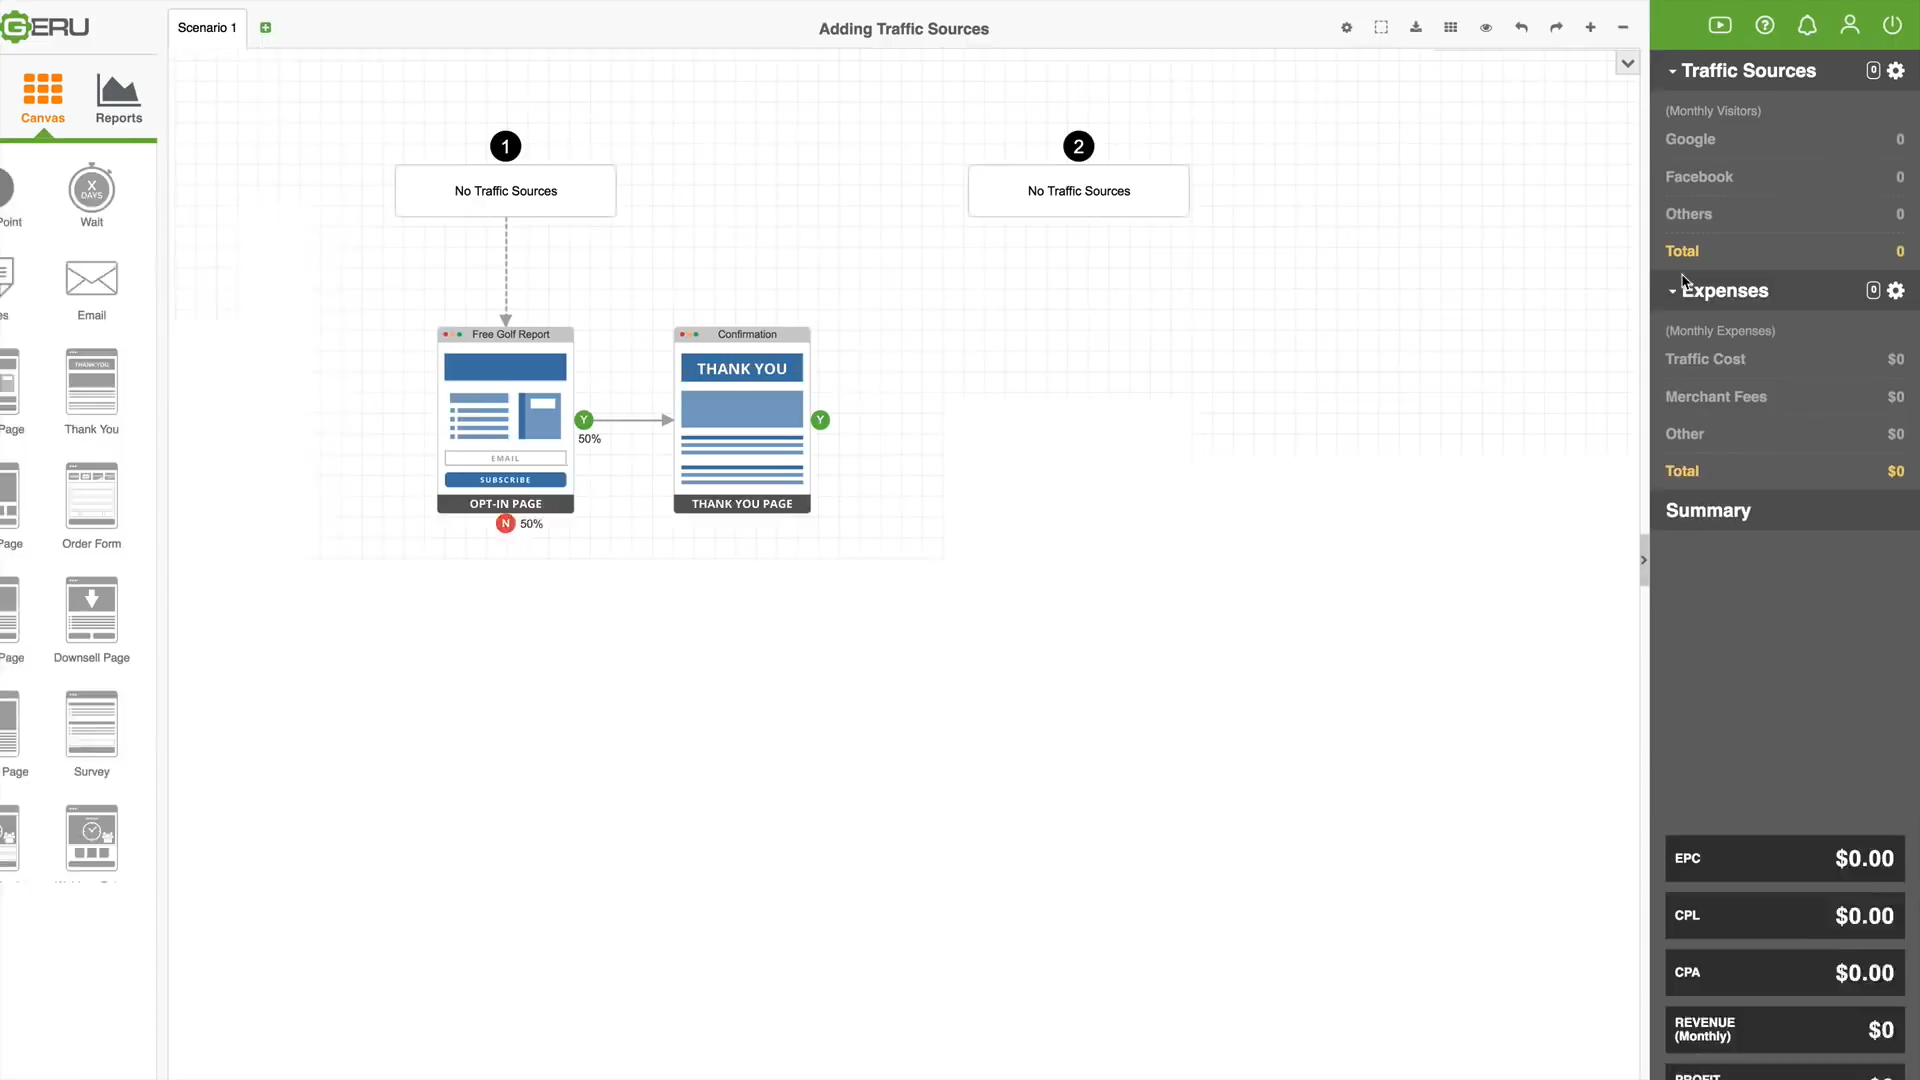 GERU
Scenario 1
Adding Traffic Sources
Canvas
Reports
Point
X
DAYS
Wait
es
Email
Page
THANK YOU
Thank You
Page
Order Form
Page
Downsell Page
Page
Survey
1
No Traffic Sources
2
No Traffic Sources
Free Golf Report
EMAIL
SUBSCRIBE
OPT-IN PAGE
Y
50%
N
50%
Confirmation
THANK YOU
THANK YOU PAGE
Y
Traffic Sources
0
(Monthly Visitors)
Google 0
Facebook 0
Others 0
Total 0
Expenses
0
(Monthly Expenses)
Traffic Cost $0
Merchant Fees $0
Other $0
Total $0
Summary
EPC $0.00
CPL $0.00
CPA $0.00
REVENUE
(Monthly) $0